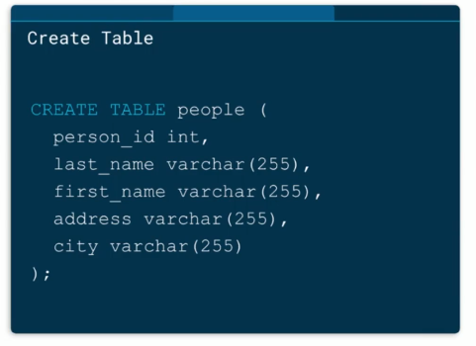 Create Table
CREATE TABLE people (
person_id int,
last_name varchar(255),
first_name varchar(255),
address varchar(255),
city varchar(255)
);